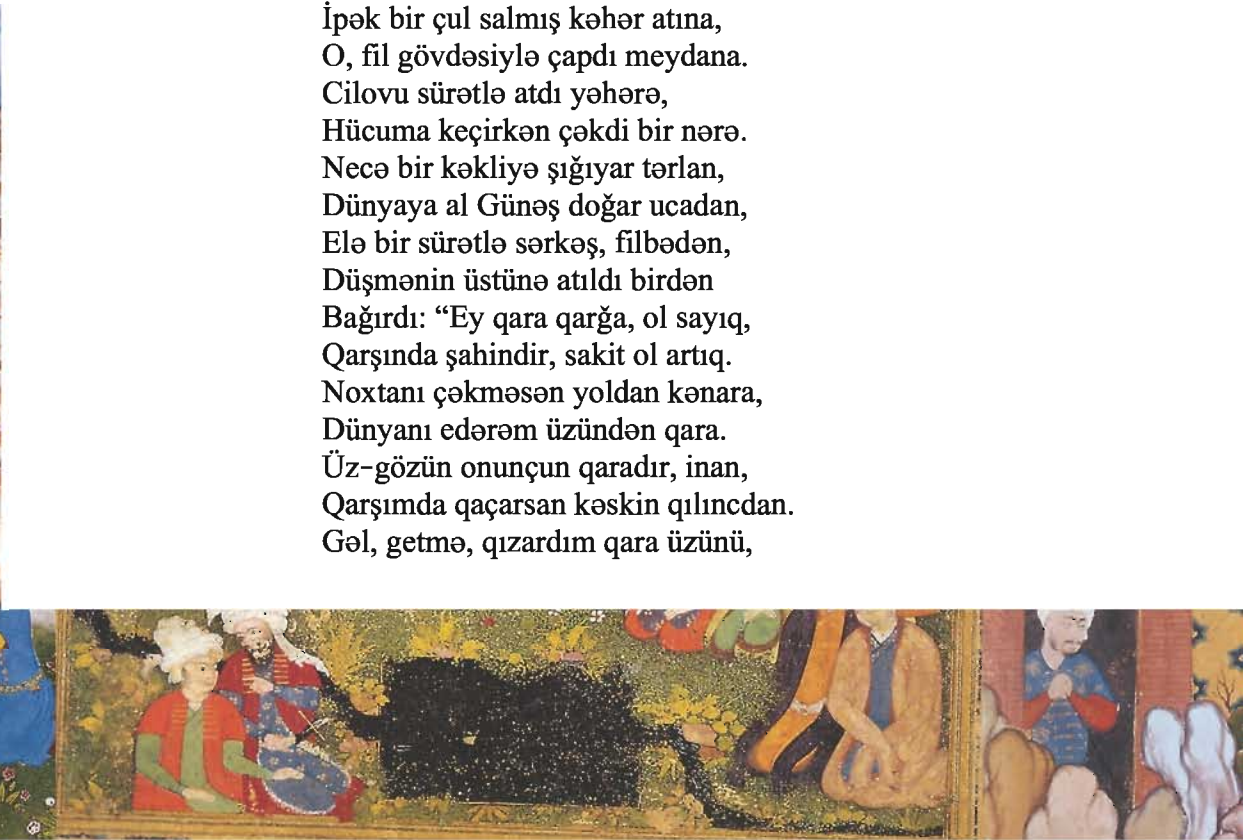 İpək bir çul salmış kəhər atına,
O, fil gövdəsiylə çapdı meydana.
Cilovu sürətlə atdı yəhərə,
Hücuma keçirkən çəkdi bir nərə.
Necə bir kəkliyə şığıyar tərlan,
Dünyaya al Günəş doğar ucadan,
Elə bir sürətlə sərkəş, filbədən,
Düşmənin üstünə atıldı birdən
Bağırdı: “Ey qara qarğa, ol sayıq,
Qarşında şahindir, sakit ol artıq.
Noxtanı çəkməsən yoldan kənara,
Dünyanı edərəm üzündən qara.
Üz-gözün onunçun qaradır, inan,
Qarşımda qaçarsan kəskin qılıncdan.
Gəl, getmə, qızardım qara üzünü,